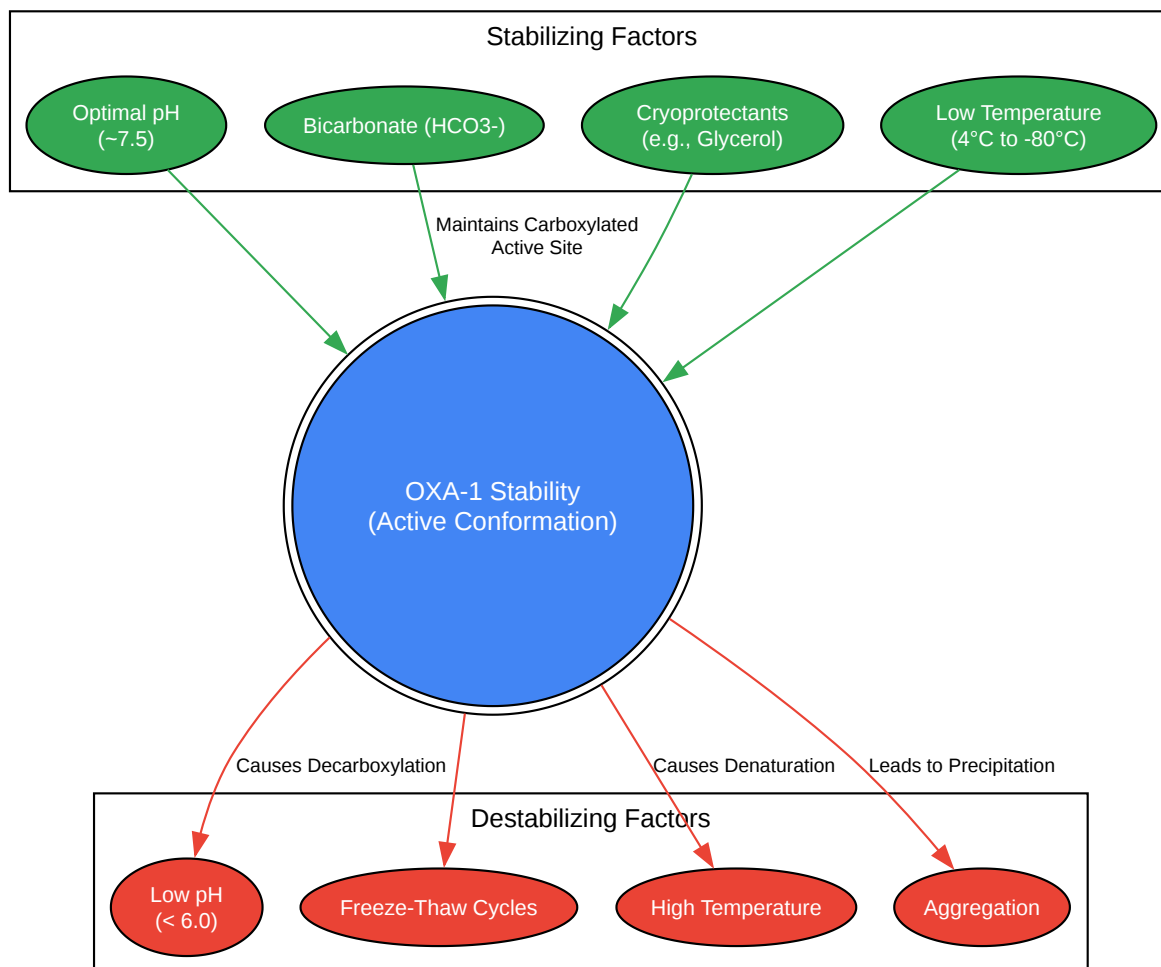 Stabilizing Factors
Optimal pH
(~7.5)
Bicarbonate (HCO3-)
Cryoprotectants
(e.g., Glycerol)
Low Temperature
(4°C to -80°C)
Maintains Carboxylated
Active Site
OXA-1 Stability
(Active Conformation)
Causes Decarboxylation
Causes Denaturation
Leads to Precipitation
Destabilizing Factors
Low pH
(< 6.0)
Freeze-Thaw Cycles
High Temperature
Aggregation